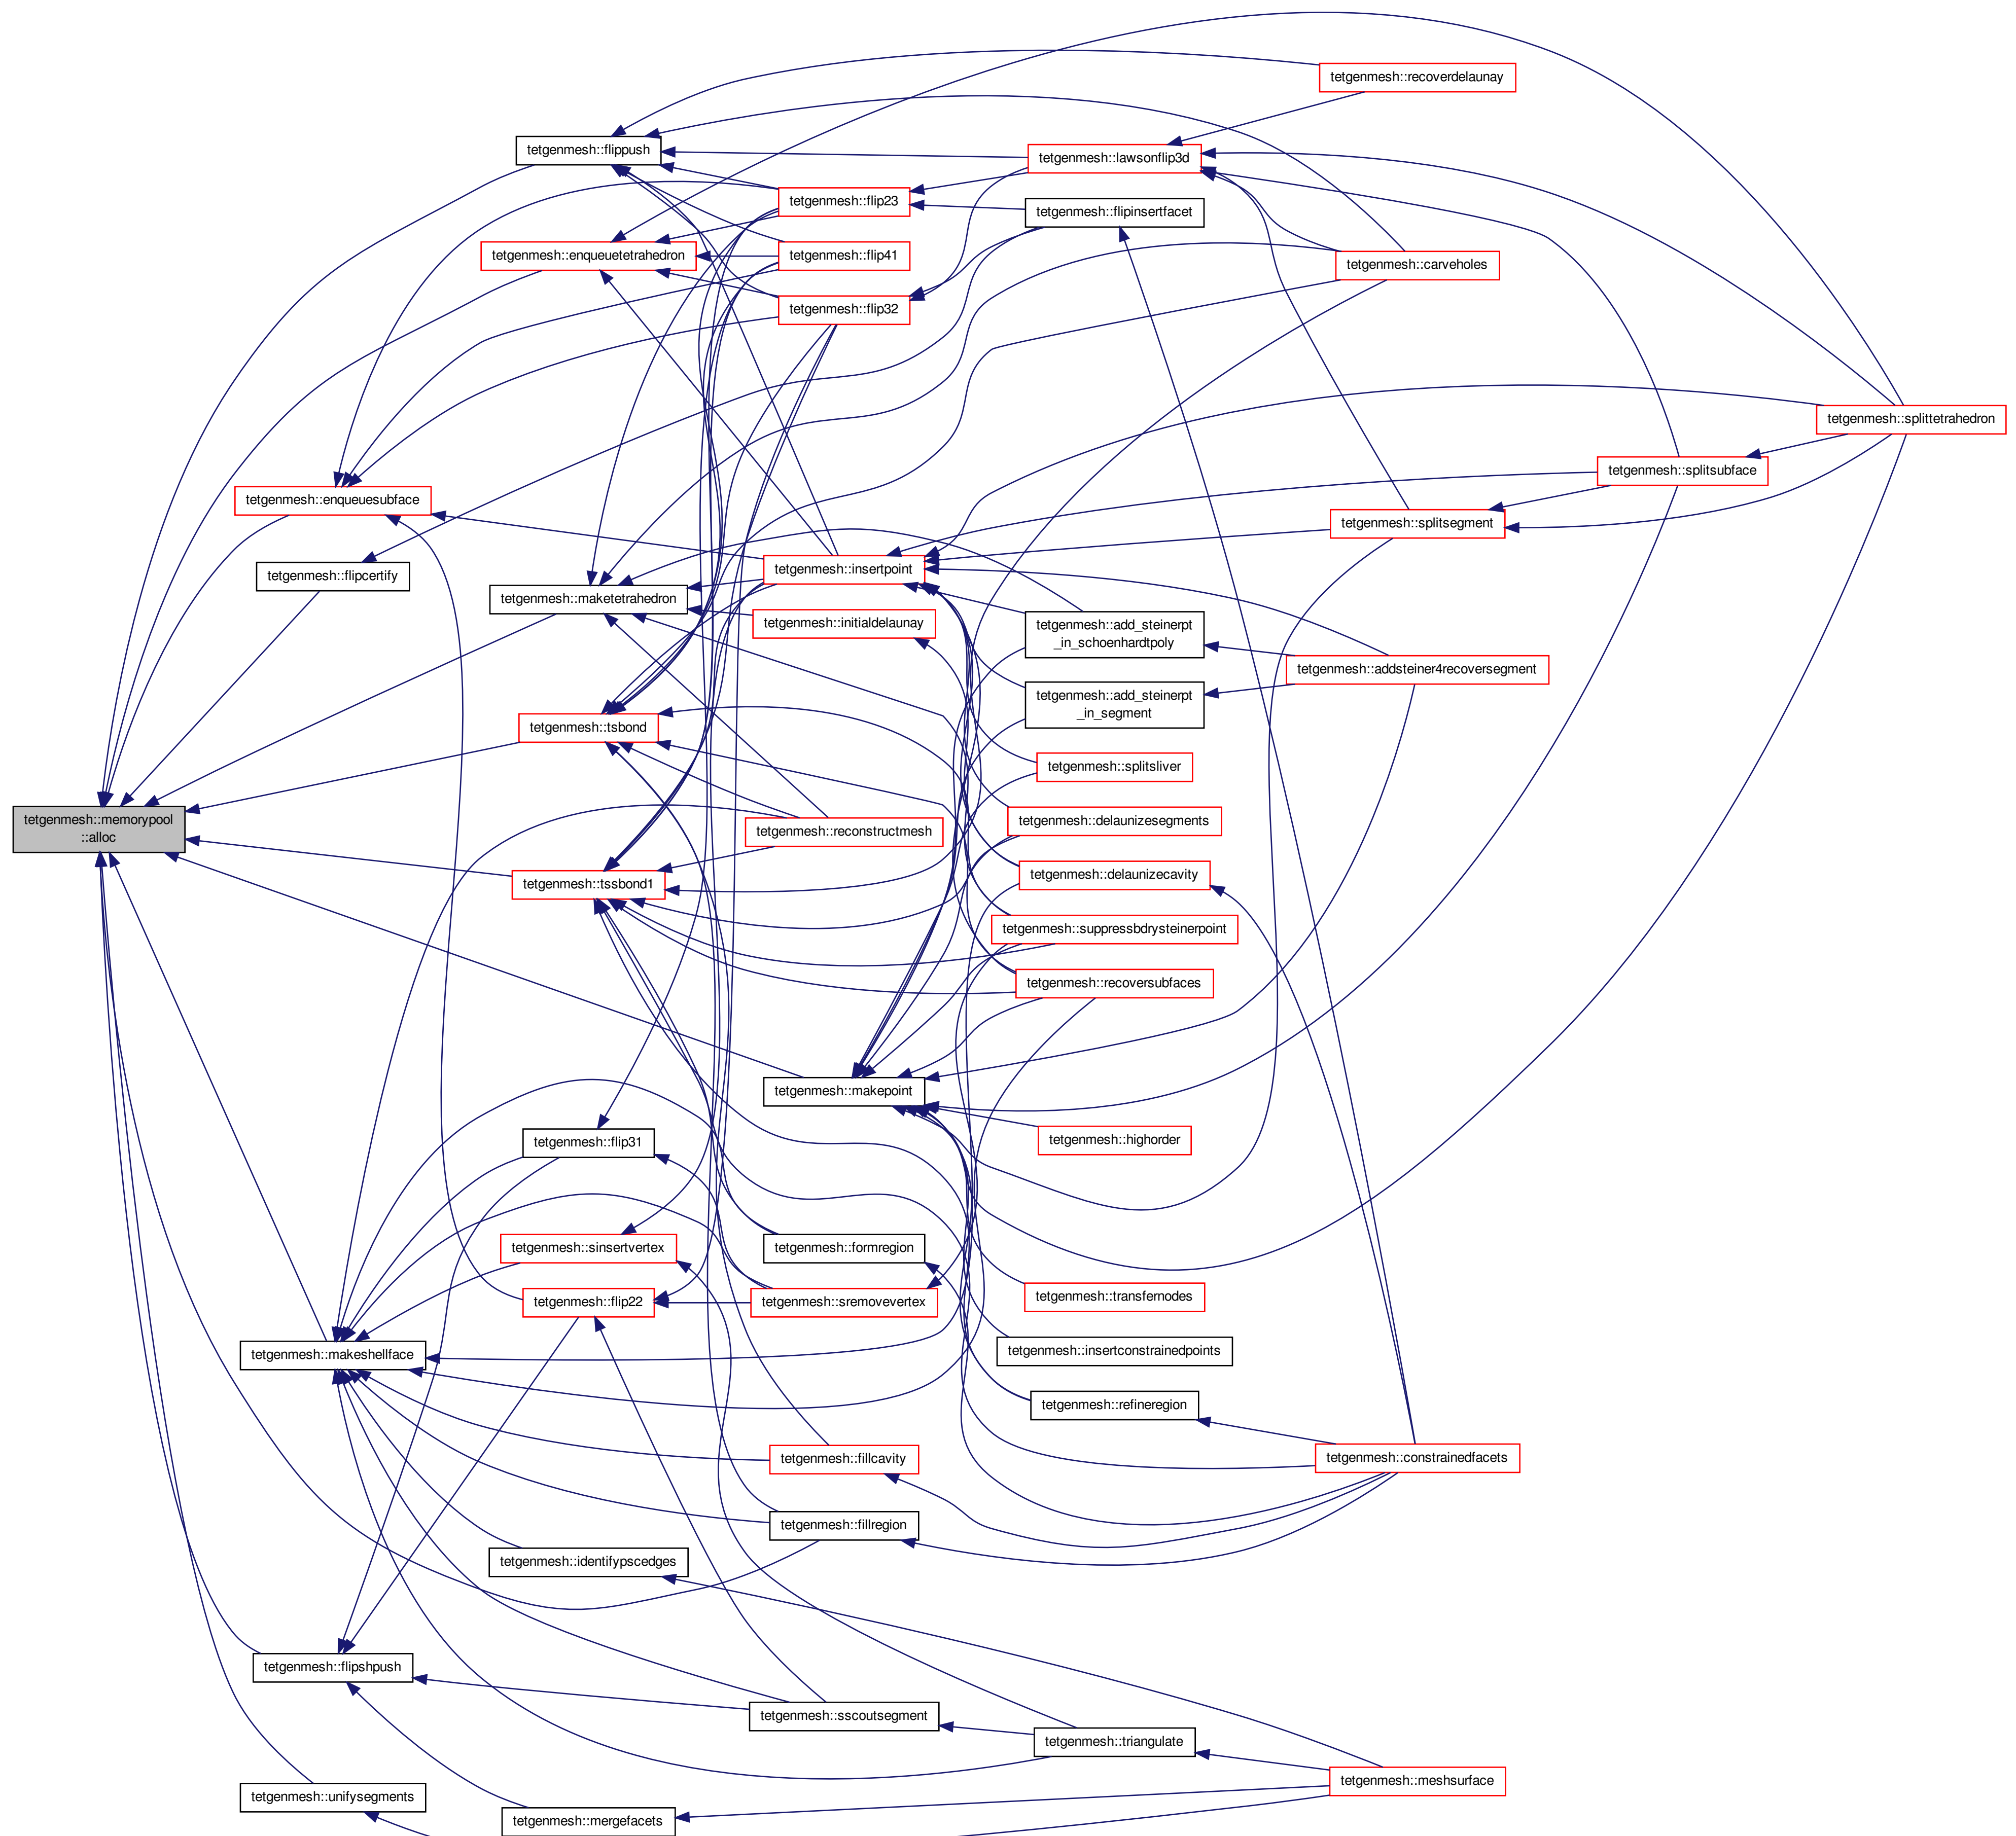 tetgenmesh::recoverdelaunay
tetgenmesh::flippush
tetgenmesh::lawsonflip3d
tetgenmesh::flip23
tetgenmesh::flipinsertfacet
tetgenmesh::enqueuetetrahedron
tetgenmesh::flip41
tetgenmesh::carveholes
tetgenmesh::flip32
tetgenmesh::splittetrahedron
tetgenmesh::splitsubface
tetgenmesh::enqueuesubface
tetgenmesh::splitsegment
tetgenmesh::flipcertify
tetgenmesh::insertpoint
tetgenmesh::maketetrahedron
tetgenmesh::initialdelaunay
tetgenmesh::add_steinerpt
_in_schoenhardtpoly
tetgenmesh::addsteiner4recoversegment
tetgenmesh::add_steinerpt
_in_segment
tetgenmesh::tsbond
tetgenmesh::splitsliver
tetgenmesh::memorypool
::alloc
tetgenmesh::reconstructmesh
tetgenmesh::delaunizesegments
tetgenmesh::tssbond1
tetgenmesh::delaunizecavity
tetgenmesh::suppressbdrysteinerpoint
tetgenmesh::recoversubfaces
tetgenmesh::makepoint
tetgenmesh::flip31
tetgenmesh::highorder
tetgenmesh::sinsertvertex
tetgenmesh::formregion
tetgenmesh::flip22
tetgenmesh::sremovevertex
tetgenmesh::transfernodes
tetgenmesh::makeshellface
tetgenmesh::insertconstrainedpoints
tetgenmesh::refineregion
tetgenmesh::fillcavity
tetgenmesh::constrainedfacets
tetgenmesh::fillregion
tetgenmesh::identifypscedges
tetgenmesh::flipshpush
tetgenmesh::sscoutsegment
tetgenmesh::triangulate
tetgenmesh::meshsurface
tetgenmesh::unifysegments
tetgenmesh::mergefacets